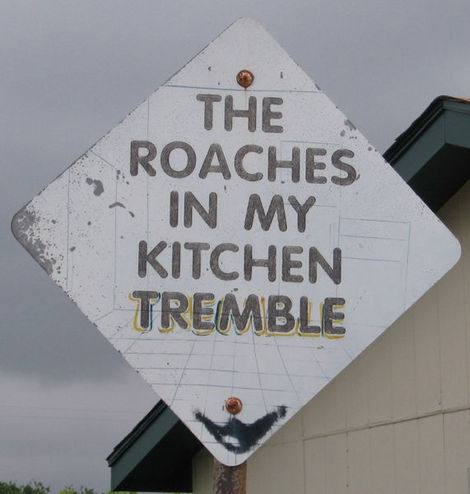 THE
ROACHES
IN MY
KITCHEN
TREMBLE